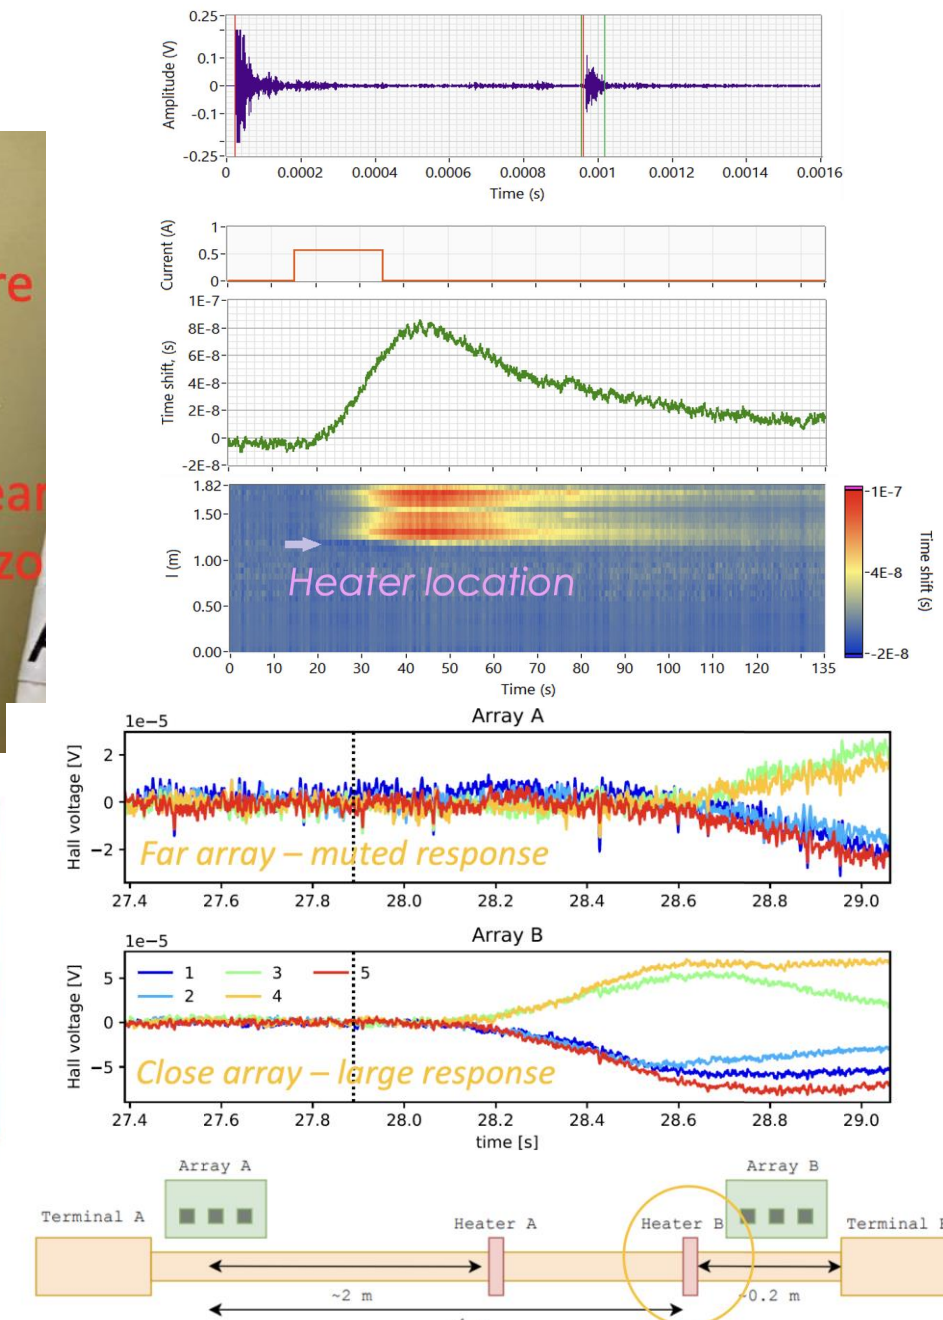 0.25
0.1
0
-0.1
-0.25
Amplitude (V)
0 0.0002 0.0004 0.0006 0.0008 0.001 0.0012 0.0014 0.0016
Time (s)
re
1
0.5
0
Current (A)
1E-7
8E-8
6E-8
4E-8
2E-8
0
-2E-8
Time shift, (s)
ear
zo
1.82
1.50
1.00
0.50
0.00
l (m)
Heater location
0 10 20 30 40 50 60 70 80 90 100 110 120 135
Time (s)
1E-7
4E-8
-2E-8
Time shift (s)
Array A
1e-5
2
0
−2
Hall voltage [V]
Far array – muted response
27.4 27.6 27.8 28.0 28.2 28.4 28.6 28.8 29.0
Array B
1e-5
5
0
−5
Hall voltage [V]
1 3 5
2 4
Close array – large response
27.4 27.6 27.8 28.0 28.2 28.4 28.6 28.8 29.0
time [s]
Array A Array B
Terminal A Heater A Heater B Terminal
~2 m ~0.2 m